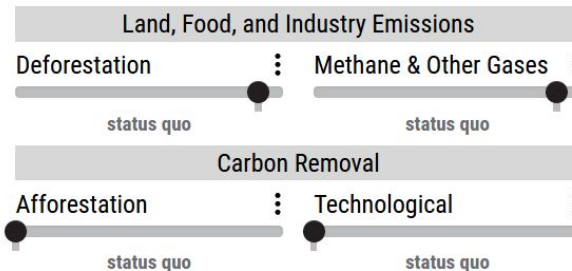 Land, Food, and Industry Emissions
Deforestation
Methane & Other Gases
status quo
status quo
Carbon Removal
Afforestation
Technological
status quo
status quo